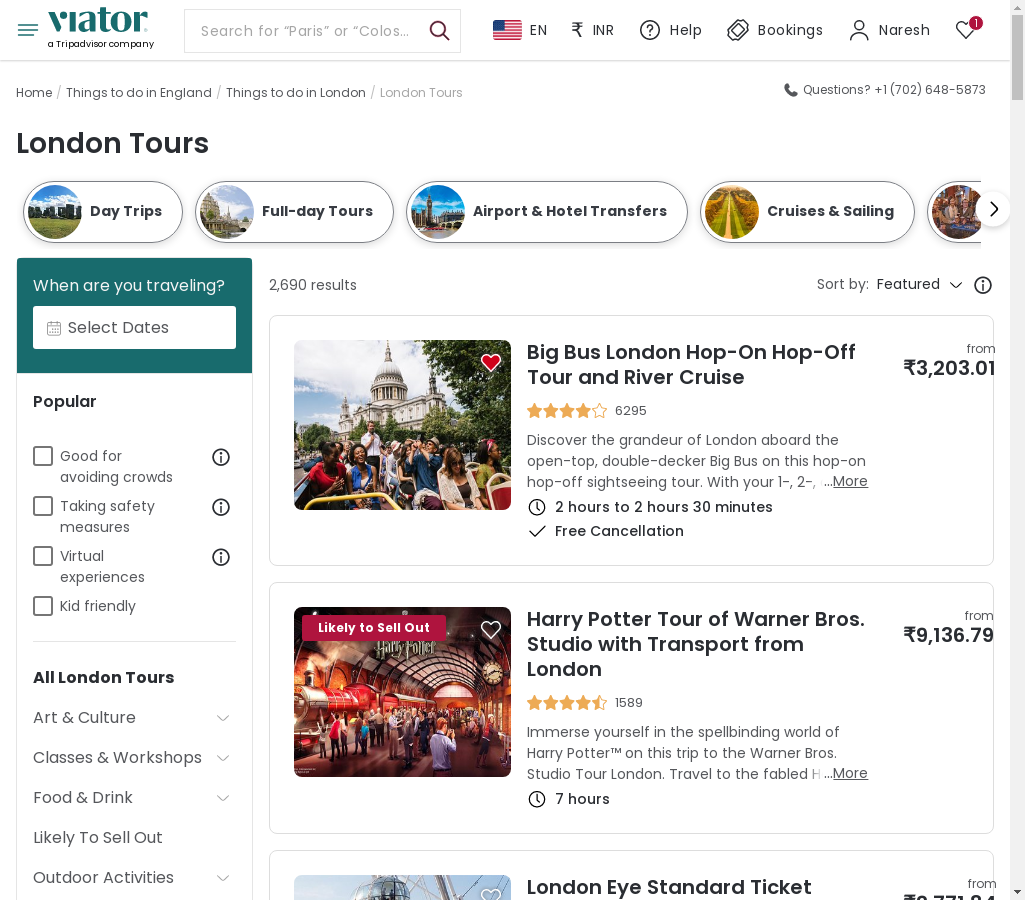 viator
a Tripadvisor company
Search for “Paris” or “Colos...
EN
₹ INR
Help
Bookings
Naresh
1
Home / Things to do in England / Things to do in London / London Tours
Questions? +1 (702) 648-5873
London Tours
Day Trips
Full-day Tours
Airport & Hotel Transfers
Cruises & Sailing
When are you traveling?
Select Dates
Popular
Good for
avoiding crowds
Taking safety
measures
Virtual
experiences
Kid friendly
All London Tours
Art & Culture
Classes & Workshops
Food & Drink
Likely To Sell Out
Outdoor Activities
2,690 results
Sort by: Featured
Big Bus London Hop-On Hop-Off
Tour and River Cruise
6295
Discover the grandeur of London aboard the
open-top, double-decker Big Bus on this hop-on
hop-off sightseeing tour. With your 1-, 2-, ...More
2 hours to 2 hours 30 minutes
Free Cancellation
from
₹3,203.01
Likely to Sell Out
Harry Potter
Harry Potter Tour of Warner Bros.
Studio with Transport from
London
1589
Immerse yourself in the spellbinding world of
Harry Potter™ on this trip to the Warner Bros.
Studio Tour London. Travel to the fabled H ...More
7 hours
from
₹9,136.79
London Eye Standard Ticket
from